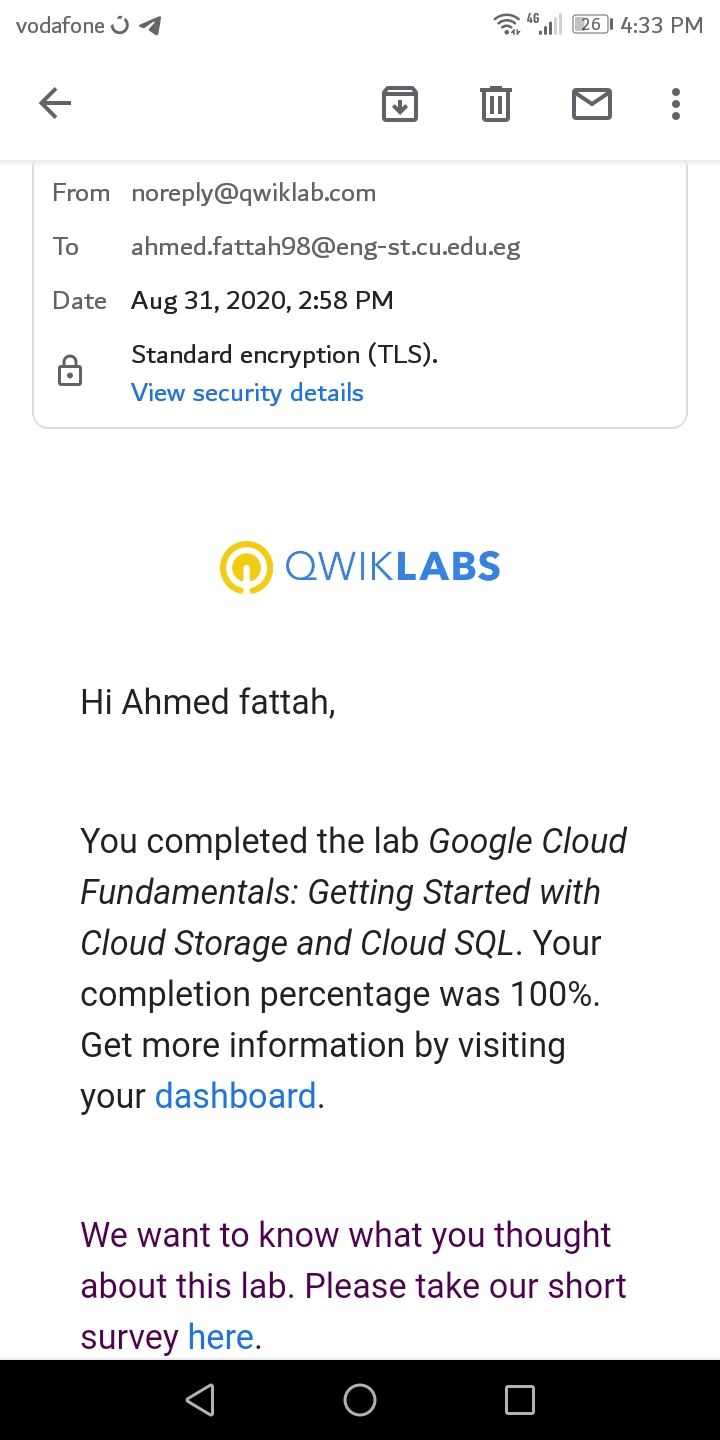 vodafone 4G 26 4:33 PM
From noreply@qwiklab.com
To ahmed.fattah98@eng-st.cu.edu.eg
Date Aug 31, 2020, 2:58 PM
Standard encryption (TLS).
View security details
QWIKLABS
Hi Ahmed fattah,
You completed the lab Google Cloud
Fundamentals: Getting Started with
Cloud Storage and Cloud SQL. Your
completion percentage was 100%.
Get more information by visiting
your dashboard.
We want to know what you thought
about this lab. Please take our short
survey here.